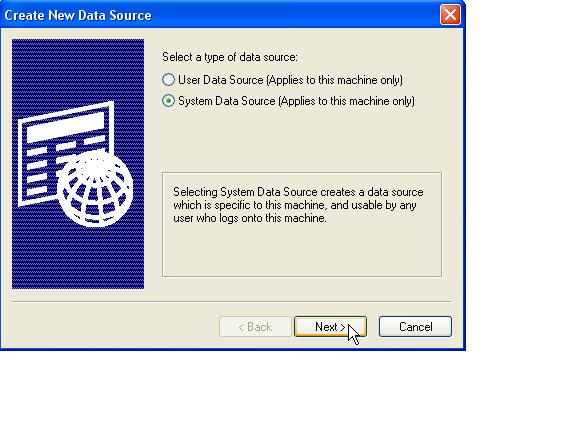 Create New Data Source
Select a type of data source:
User Data Source (Applies to this machine only)
System Data Source (Applies to this machine only)
Selecting System Data Source creates a data source
which is specific to this machine, and usable by any
user who logs onto this machine.
< Back
Next >
Cancel